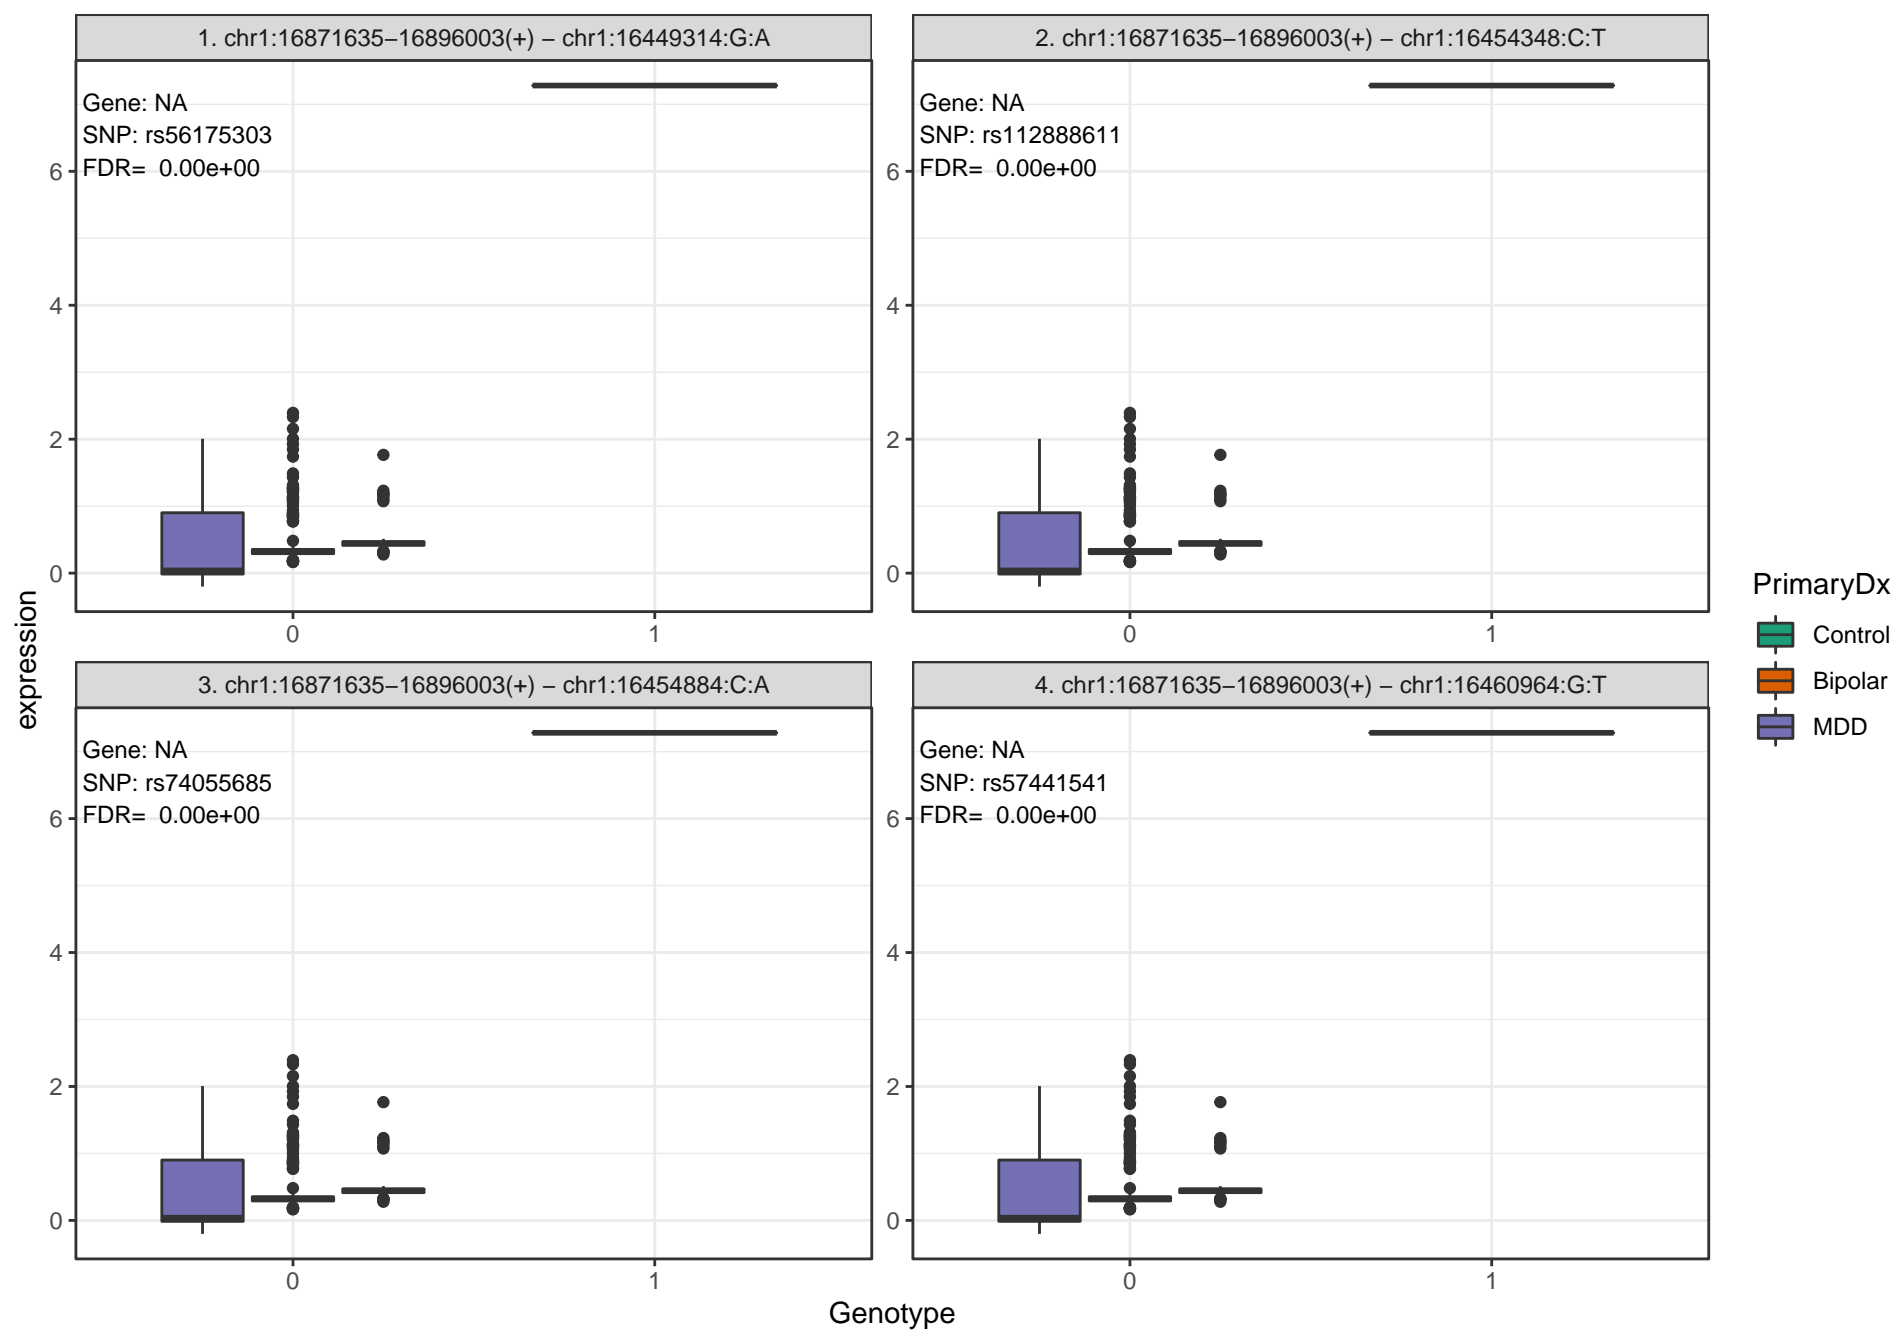 1. chr1:16871635−16896003(+) − chr1:16449314:G:A
Gene: NA
SNP: rs56175303
FDR=  0.00e+00
6
4
2
0
0
1
2. chr1:16871635−16896003(+) − chr1:16454348:C:T
Gene: NA
SNP: rs112888611
FDR=  0.00e+00
6
4
2
0
0
1
3. chr1:16871635−16896003(+) − chr1:16454884:C:A
Gene: NA
SNP: rs74055685
FDR=  0.00e+00
6
4
2
0
0
1
4. chr1:16871635−16896003(+) − chr1:16460964:G:T
Gene: NA
SNP: rs57441541
FDR=  0.00e+00
6
4
2
0
0
1
expression
Genotype
PrimaryDx
Control
Bipolar
MDD